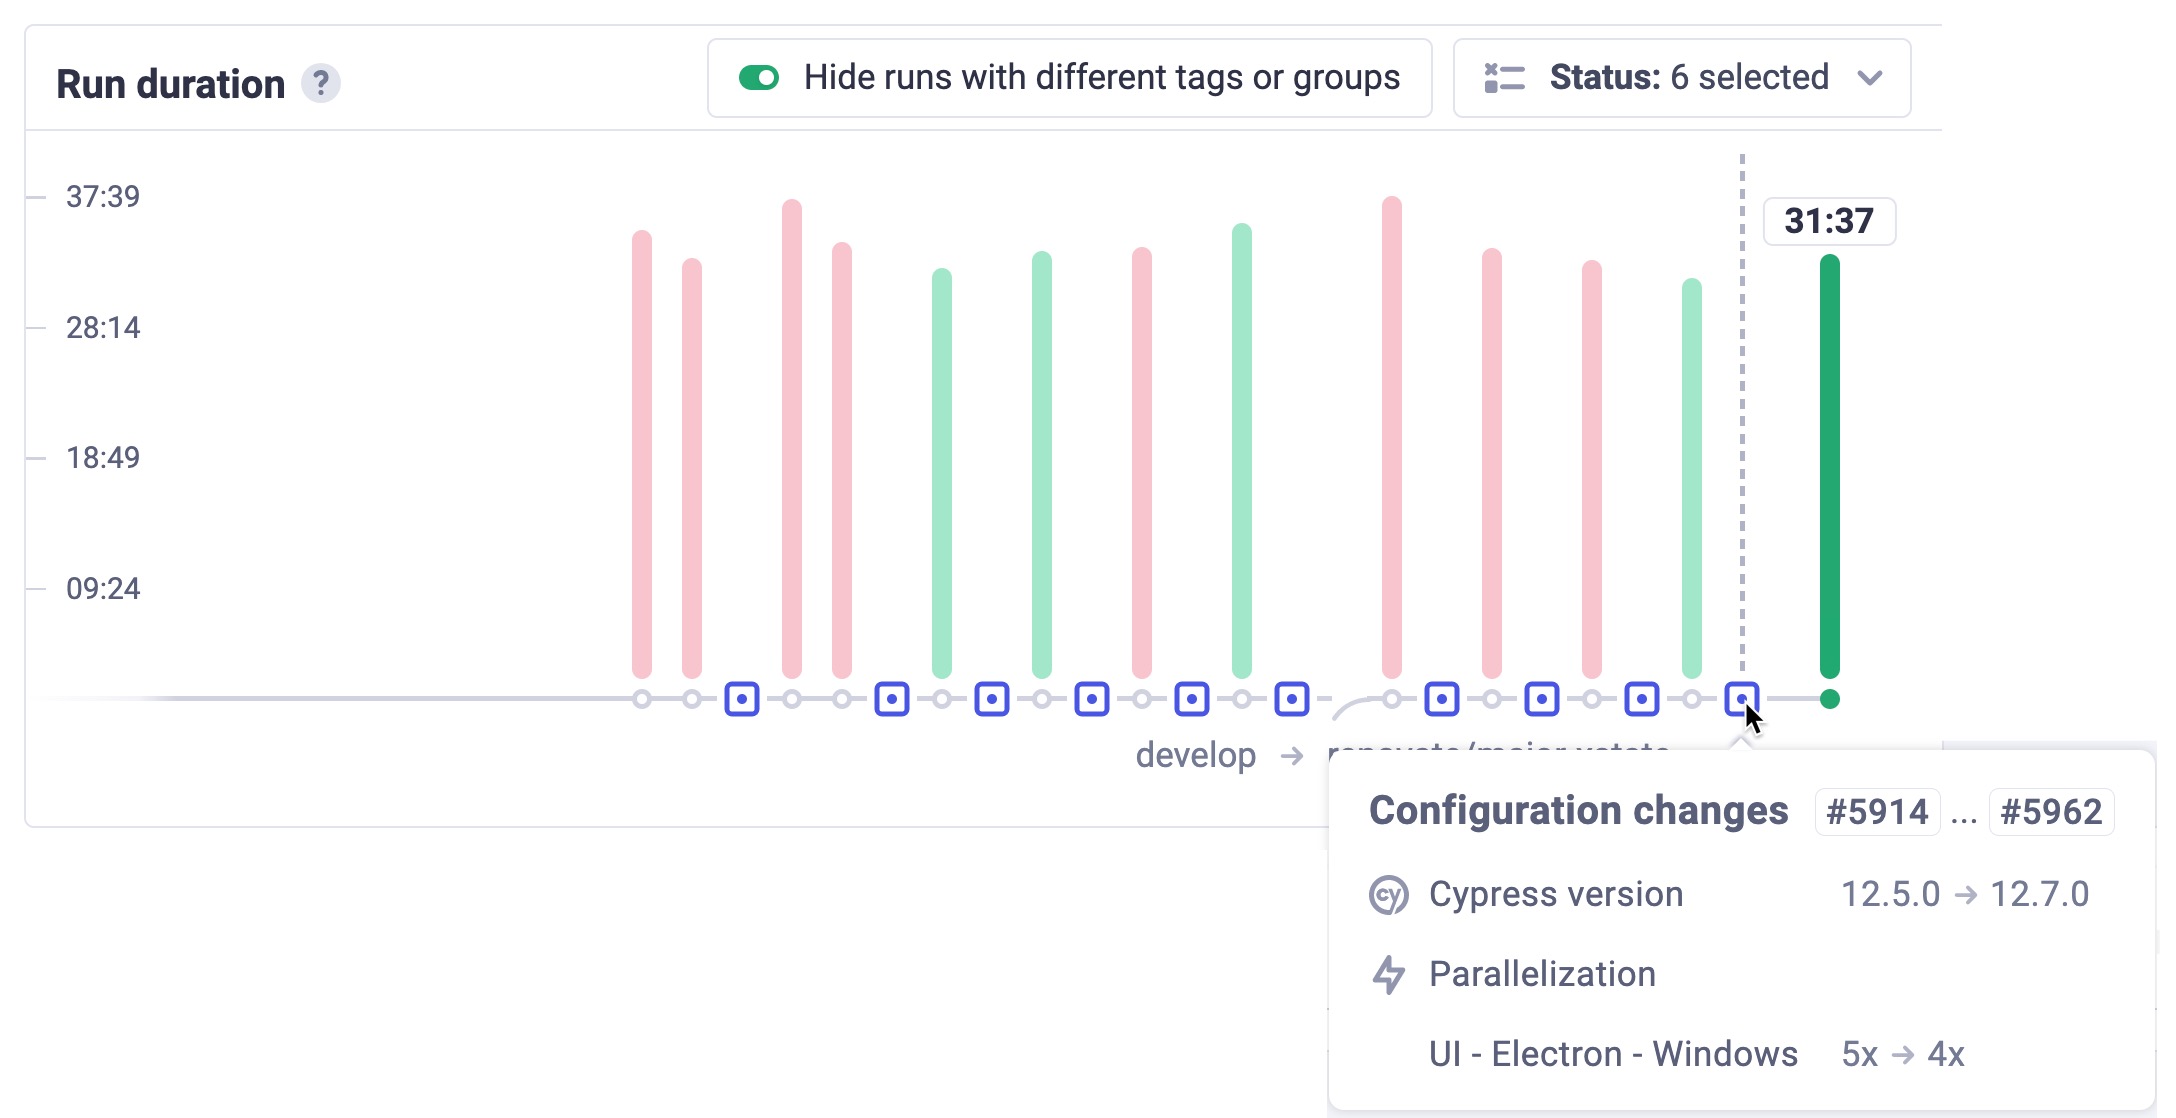 Run duration ?
Hide runs with different tags or groups
Status: 6 selected
37:39
28:14
18:49
09:24
31:37
develop →
Configuration changes #5914 ... #5962
cy Cypress version 12.5.0 → 12.7.0
Parallelization
UI - Electron - Windows 5x → 4x